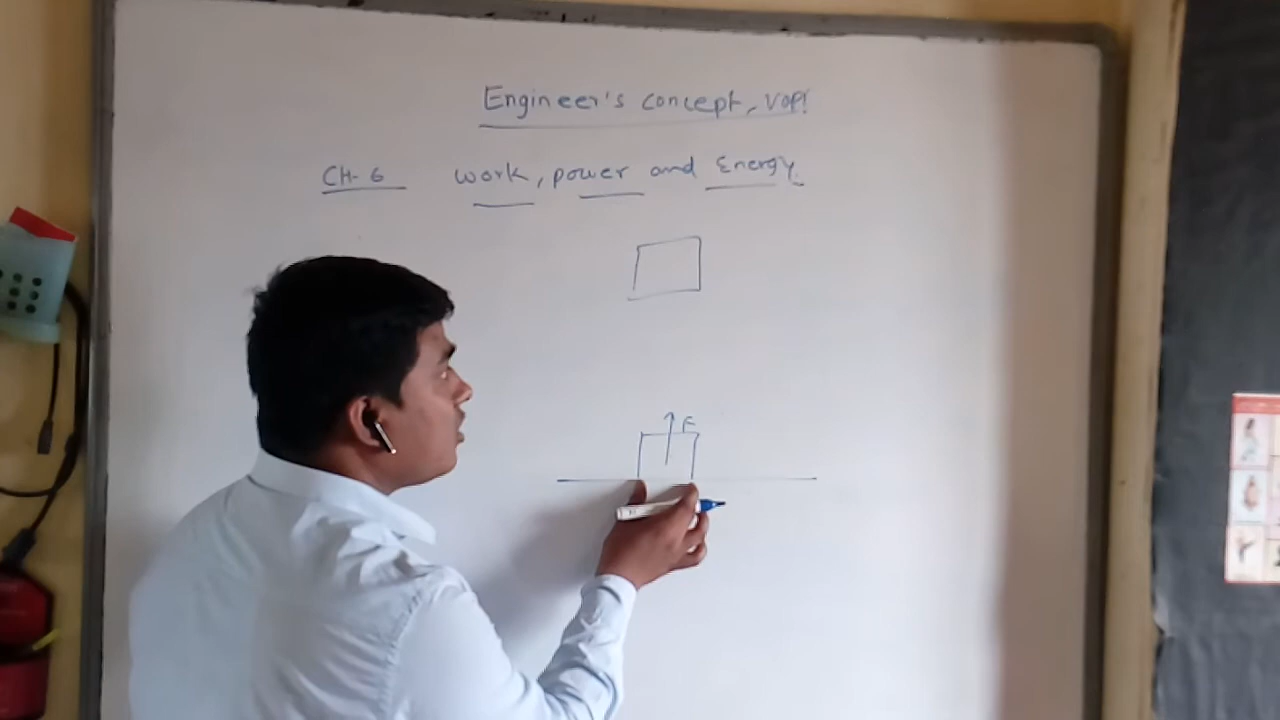 Engineer's concept, VOP!
CH-6 work, power and Energy.
F